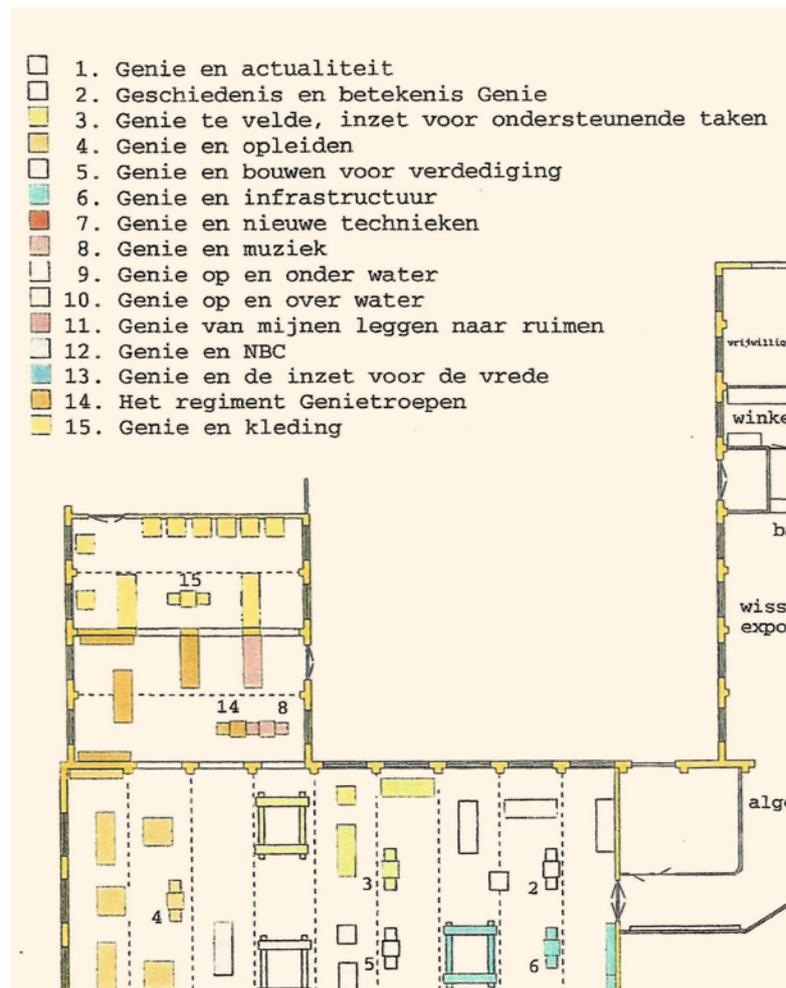 1. Genie en actualiteit
2. Geschiedenis en betekenis Genie
3. Genie te velde, inzet voor ondersteunende taken
4. Genie en opleiden
5. Genie en bouwen voor verdediging
6. Genie en infrastructuur
7. Genie en nieuwe technieken
8. Genie en muziek
9. Genie op en onder water
10. Genie op en over water
11. Genie van mijnen leggen naar ruimen
12. Genie en NBC
13. Genie en de inzet voor de vrede
14. Het regiment Genietroepen
15. Genie en kleding
vrijwillig
winke
b
wiss
expo
15
14 8
alg
3
2
4
5
6